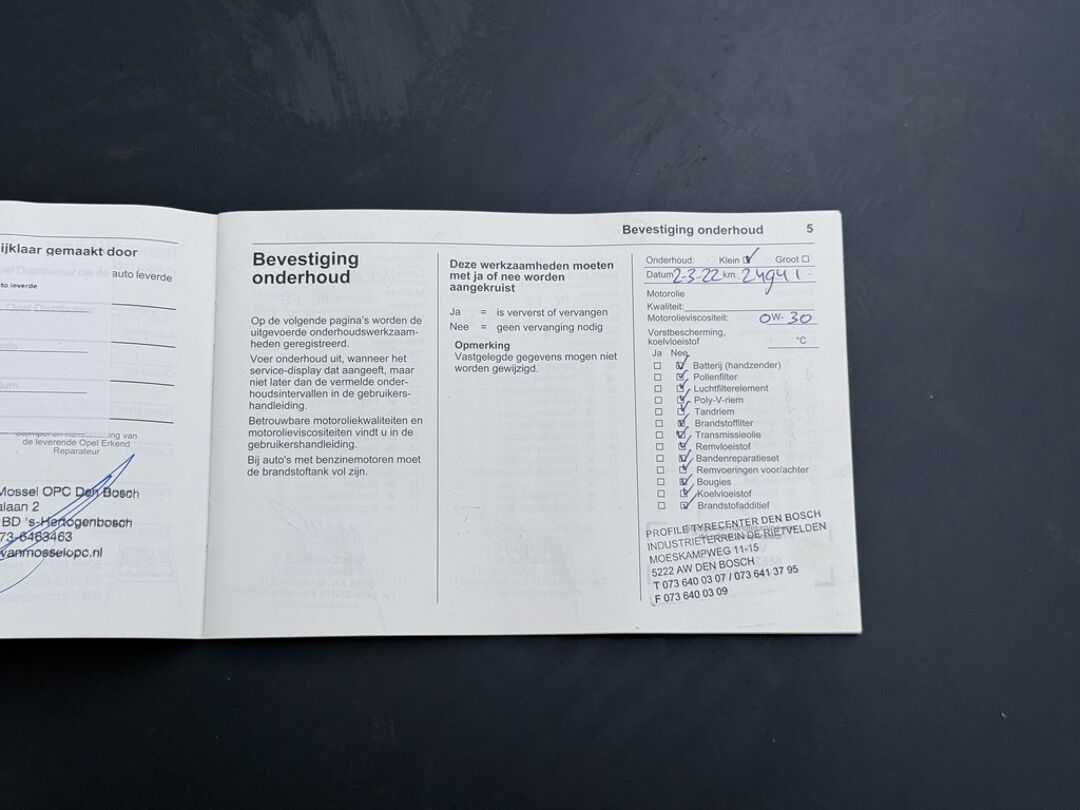 ijklaar gemaakt door
auto leverde
to leverde
de leverende Opel Erkend
Reparateur
Mossel OPC Den Bosch
alaan 2
BD 's-Hertogenbosch
73-6463463
vanmosselopc.nl
Bevestiging
onderhoud
Op de volgende pagina's worden de
uitgevoerde onderhoudswerkzaam-
heden geregistreerd.
Voer onderhoud uit, wanneer het
service-display dat aangeeft, maar
niet later dan de vermelde onder-
houdsintervallen in de gebruikers-
handleiding.
Betrouwbare motoroliekwaliteiten en
motorolieviscositeiten vindt u in de
gebruikershandleiding.
Bij auto's met benzinemotoren moet
de brandstoftank vol zijn.
Deze werkzaamheden moeten
met ja of nee worden
aangekruist
Ja = is ververst of vervangen
Nee = geen vervanging nodig
Opmerking
Vastgelegde gegevens mogen niet
worden gewijzigd.
Bevestiging onderhoud 5
Onderhoud: Klein Groot
Datum 2-3-22 km. 24941
Motorolie
Kwaliteit:
Motorolieviscositeit: 0W-30
Vorstbescherming,
koelvloeistof °C
Ja Nee
Batterij (handzender)
Pollenfilter
Luchtfilterelement
Poly-V-riem
Tandriem
Brandstoffilter
Transmissieolie
Remvloeistof
Bandenreparatieset
Remvoeringen voor/achter
Bougies
Koelvloeistof
Brandstofadditief
PROFILE TYRECENTER DEN BOSCH
INDUSTRIETERREIN DE RIETVELDEN
MOESKAMPWEG 11-15
5222 AW DEN BOSCH
T 073 640 03 07 / 073 641 37 95
F 073 640 03 09